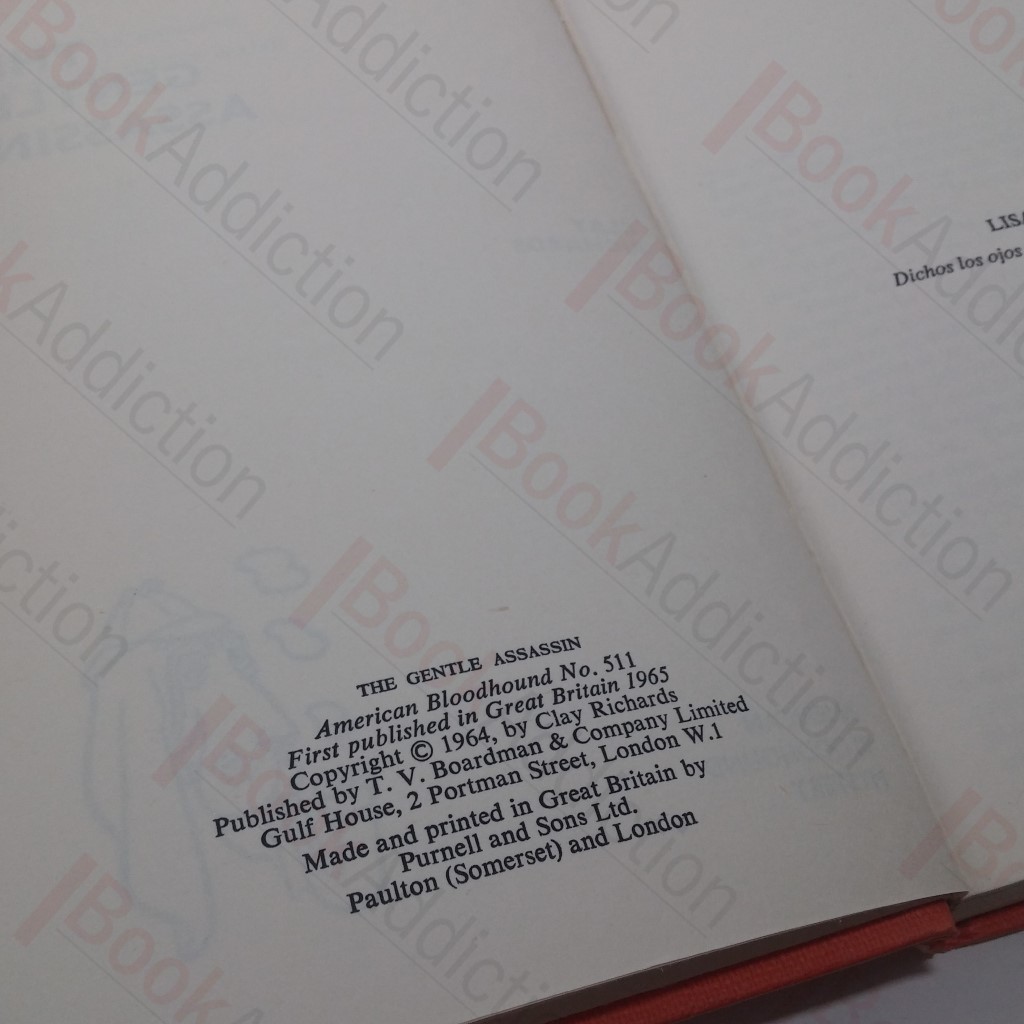 THE GENTLE ASSASSIN
American Bloodhound No. 511
First published in Great Britain 1965
Copyright © 1964, by Clay Richards
Published by T. V. Boardman & Company Limited
Gulf House, 2 Portman Street, London W.1
Made and printed in Great Britain by
Purnell and Sons Ltd.
Paulton (Somerset) and London
LISA
Dichos los ojos
BookAddiction